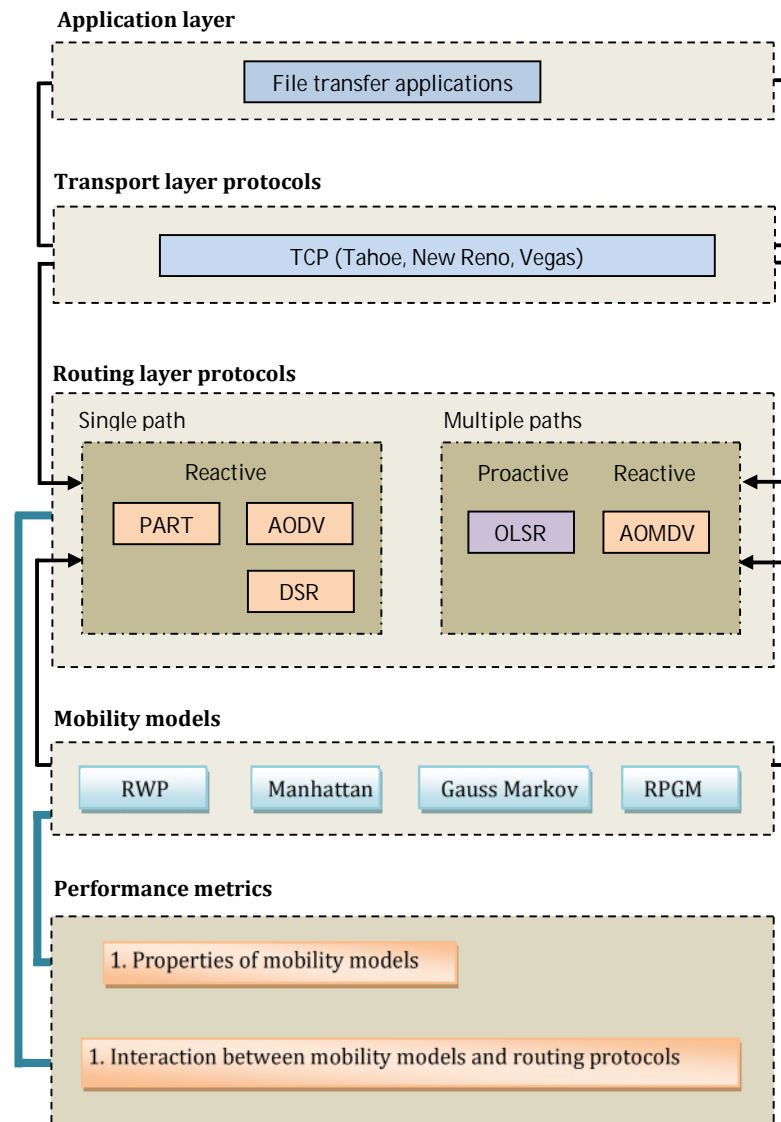 Application layer
File transfer applications
Transport layer protocols
TCP (Tahoe, New Reno, Vegas)
Routing layer protocols
Single path
Multiple paths
Reactive
Proactive
Reactive
PART
AODV
OLSR
AOMDV
DSR
Mobility models
RWP
Manhattan
Gauss Markov
RPGM
Performance metrics
1. Properties of mobility models
1. Interaction between mobility models and routing protocols